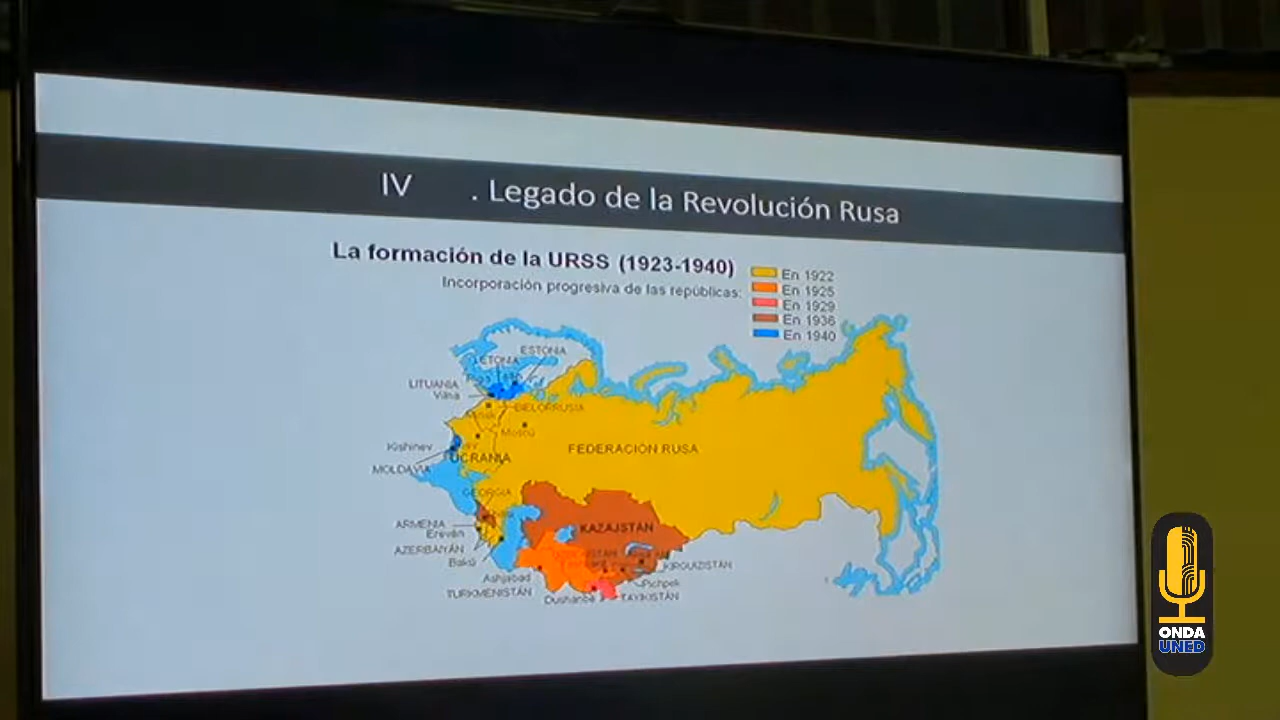 IV . Legado de la Revolución Rusa
La formación de la URSS (1923-1940)
Incorporación progresiva de las repúblicas:
En 1922
En 1925
En 1929
En 1936
En 1940
ESTONIA
LETONIA
LITUANIA
Vilna
BIELORRUSIA
Minsk
Moscú
Kishinev
UCRANIA
MOLDAVIA
FEDERACIÓN RUSA
GEORGIA
ARMENIA
Ereván
AZERBAIYÁN
Bakú
KAZAJSTÁN
KIRGUIZISTÁN
Pichpek
Ashjabad
TURKMENISTÁN
Dushanbe
TAYIKISTÁN
ONDA
UNED